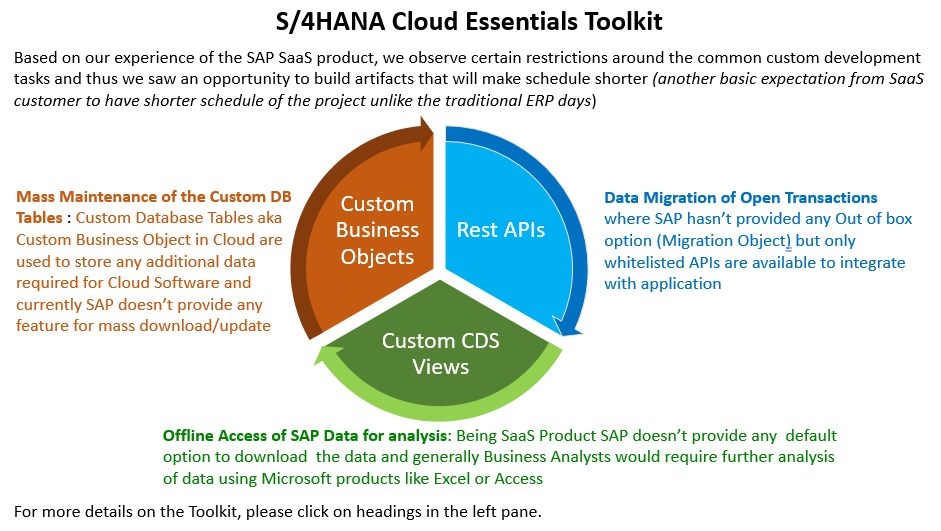 S/4HANA Cloud Essentials Toolkit
Based on our experience of the SAP SaaS product, we observe certain restrictions around the common custom development
tasks and thus we saw an opportunity to build artifacts that will make schedule shorter (another basic expectation from SaaS
customer to have shorter schedule of the project unlike the traditional ERP days)
Mass Maintenance of the Custom DB
Tables : Custom Database Tables aka
Custom Business Object in Cloud are
used to store any additional data
required for Cloud Software and
currently SAP doesn't provide any
feature for mass download/update
Custom
Business
Objects
Rest APIs
Custom CDS
Views
Data Migration of Open Transactions
where SAP hasn't provided any Out of box
option (Migration Object) but only
whitelisted APIs are available to integrate
with application
Offline Access of SAP Data for analysis: Being SaaS Product SAP doesn't provide any default
option to download the data and generally Business Analysts would require further analysis
of data using Microsoft products like Excel or Access
For more details on the Toolkit, please click on headings in the left pane.